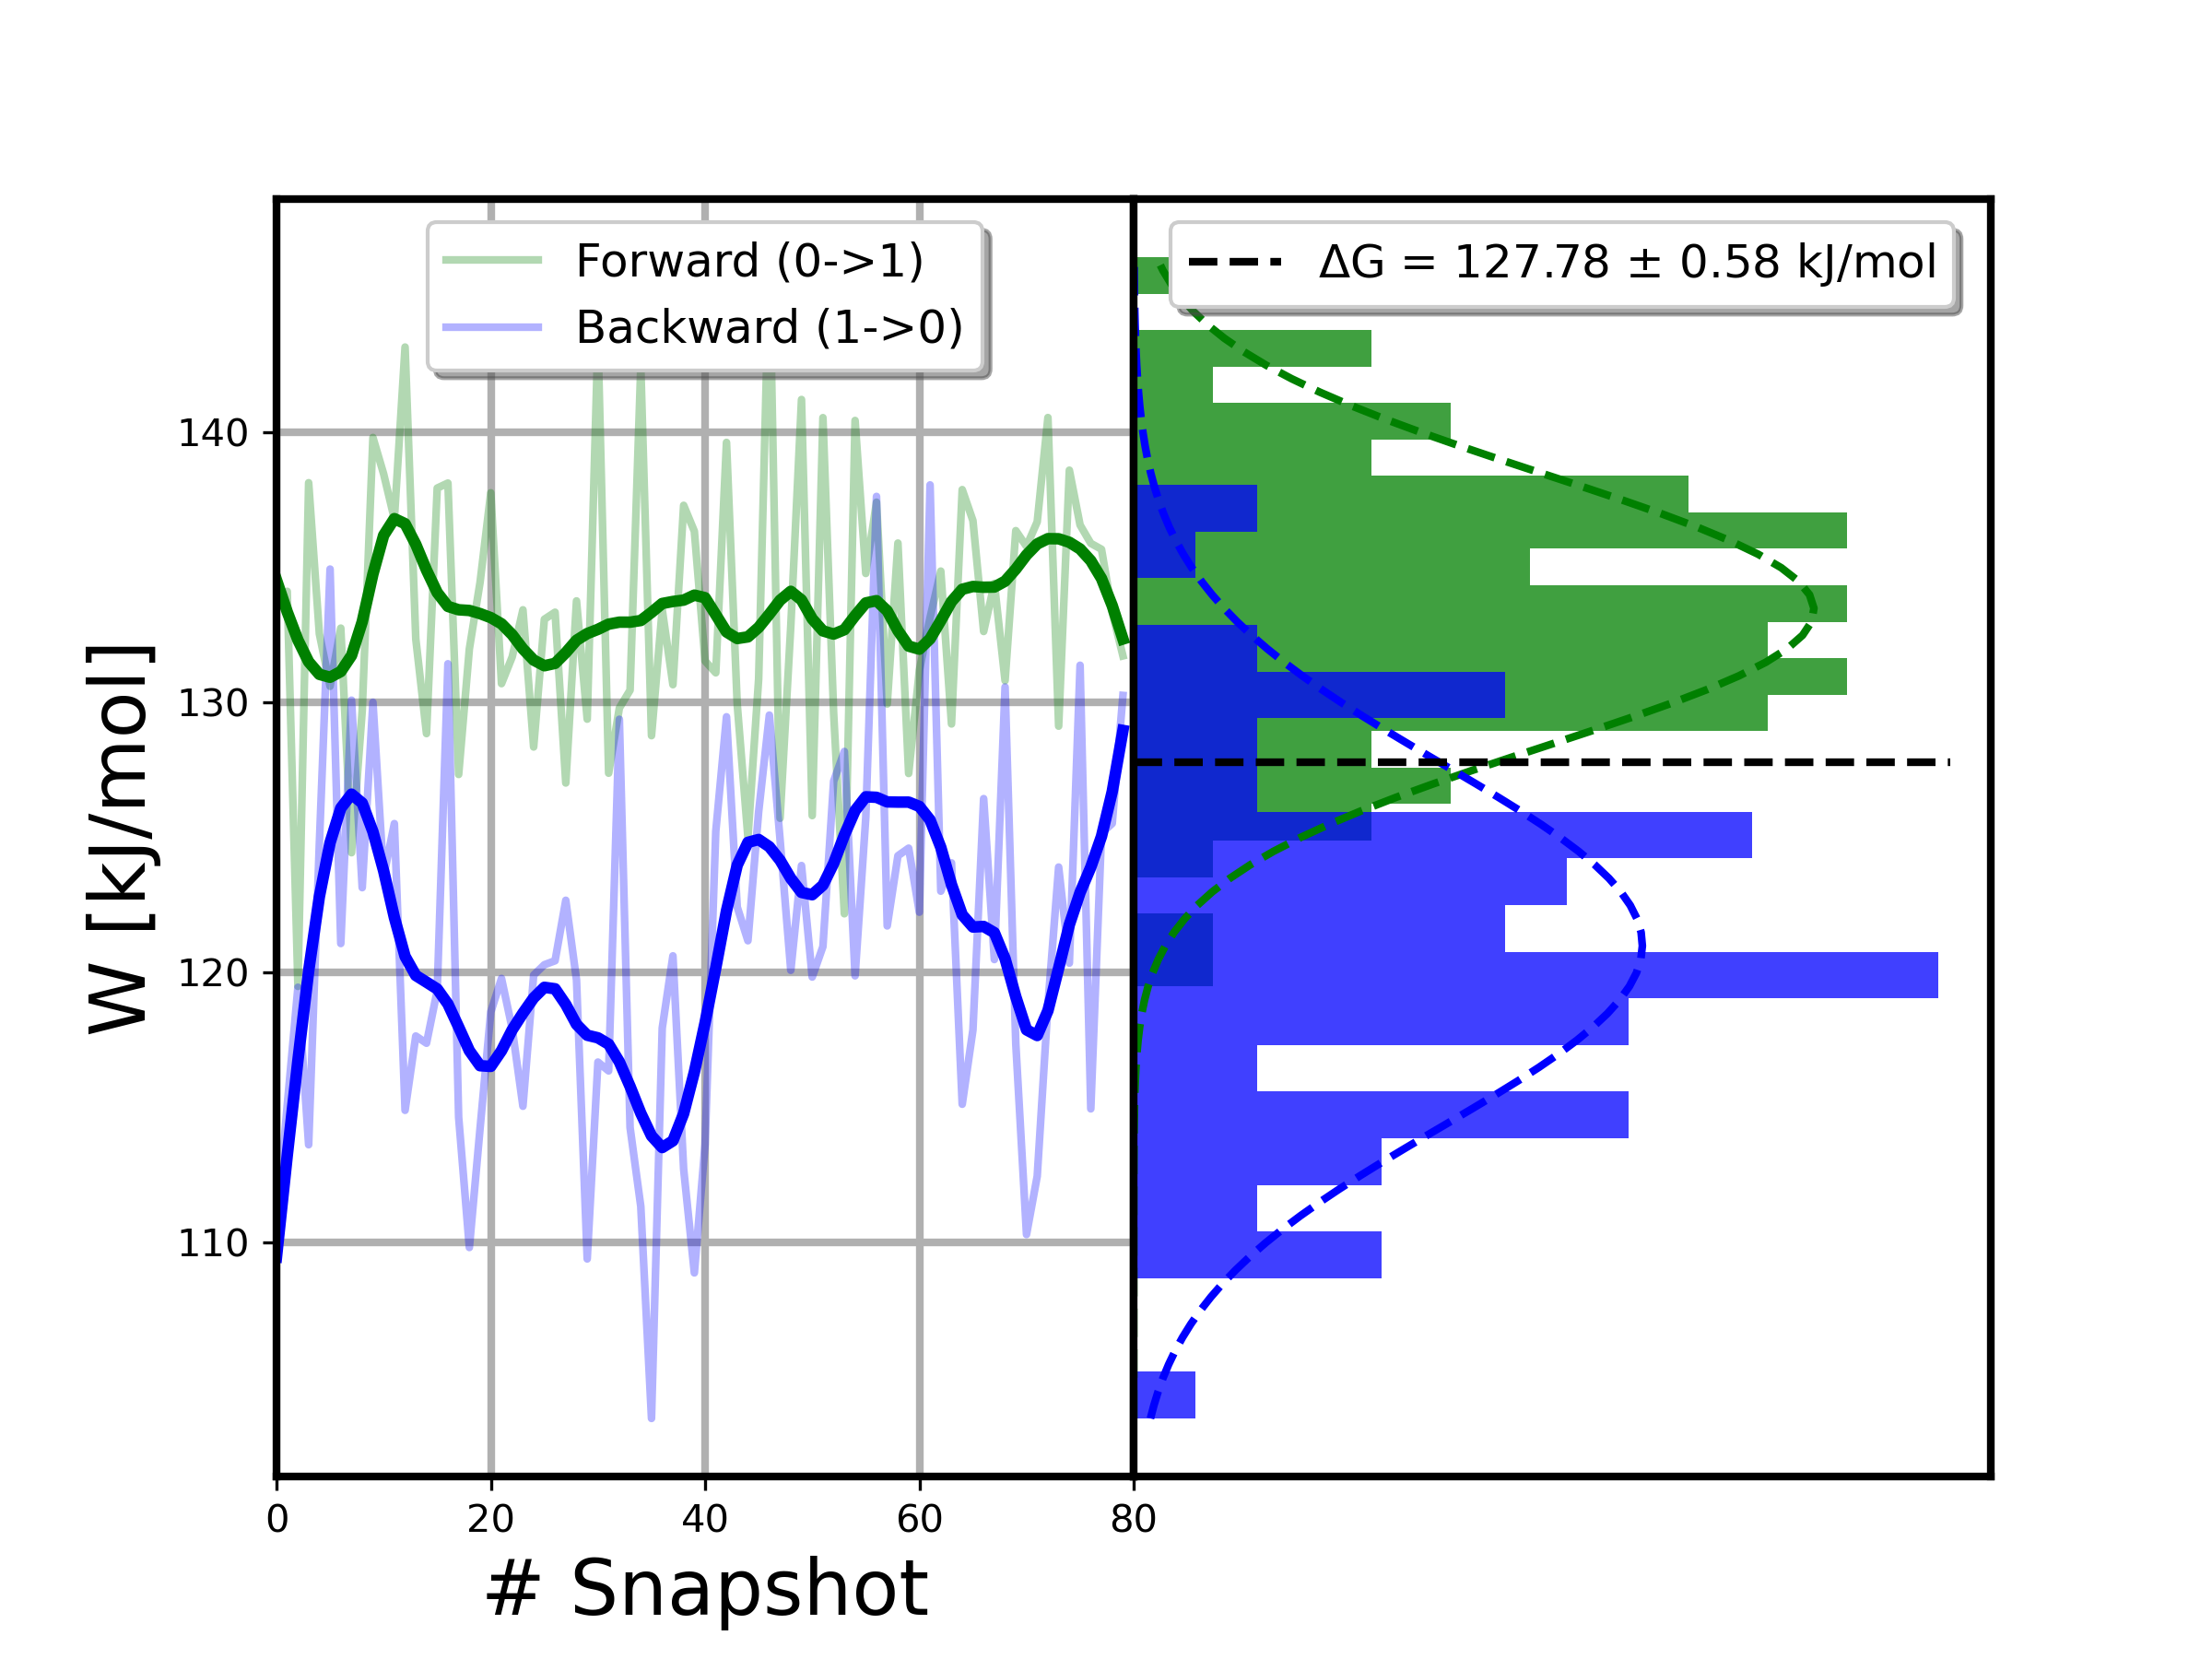 Forward (0->1)
Backward (1->0)
ΔG = 127.78 ± 0.58 kJ/mol
W [kJ/mol]
140
130
120
110
0 20 40 60 80
# Snapshot